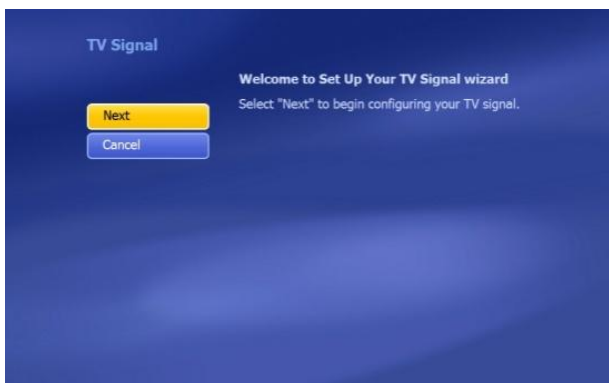 TV Signal
Welcome to Set Up Your TV Signal wizard
Select "Next" to begin configuring your TV signal.
Next
Cancel